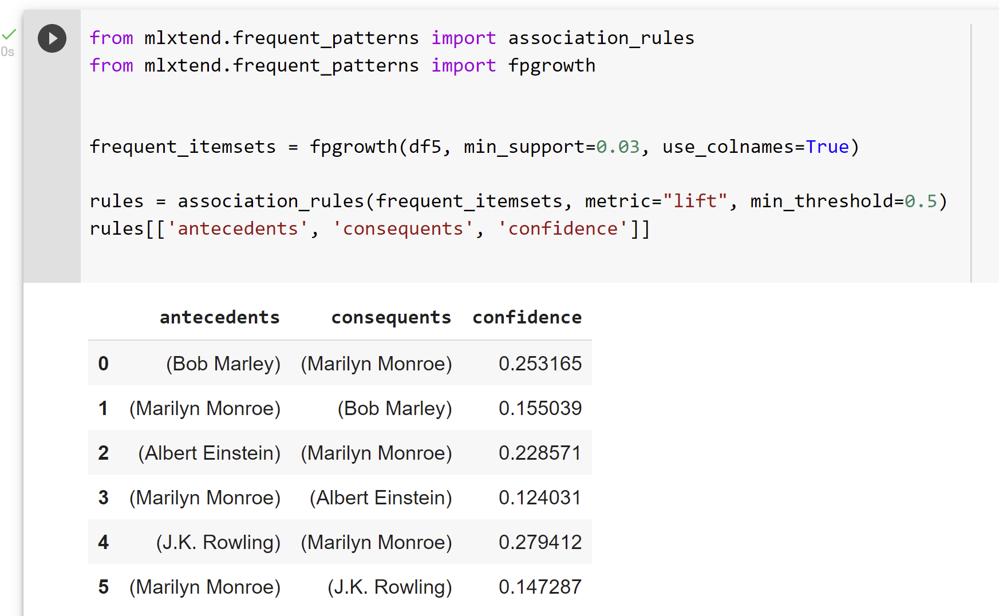 from mlxtend.frequent_patterns import association_rules
0s
from mlxtend.frequent_patterns import fpgrowth
frequent_itemsets = fpgrowth(df5, min_support=0.03, use_colnames=True)
rules = association_rules(frequent_itemsets, metric="lift", min_threshold=0.5)
rules[['antecedents', 'consequents', 'confidence']]
antecedents consequents confidence
0 (Bob Marley) (Marilyn Monroe) 0.253165
1 (Marilyn Monroe) (Bob Marley) 0.155039
2 (Albert Einstein) (Marilyn Monroe) 0.228571
3 (Marilyn Monroe) (Albert Einstein) 0.124031
4 (J.K. Rowling) (Marilyn Monroe) 0.279412
5 (Marilyn Monroe) (J.K. Rowling) 0.147287